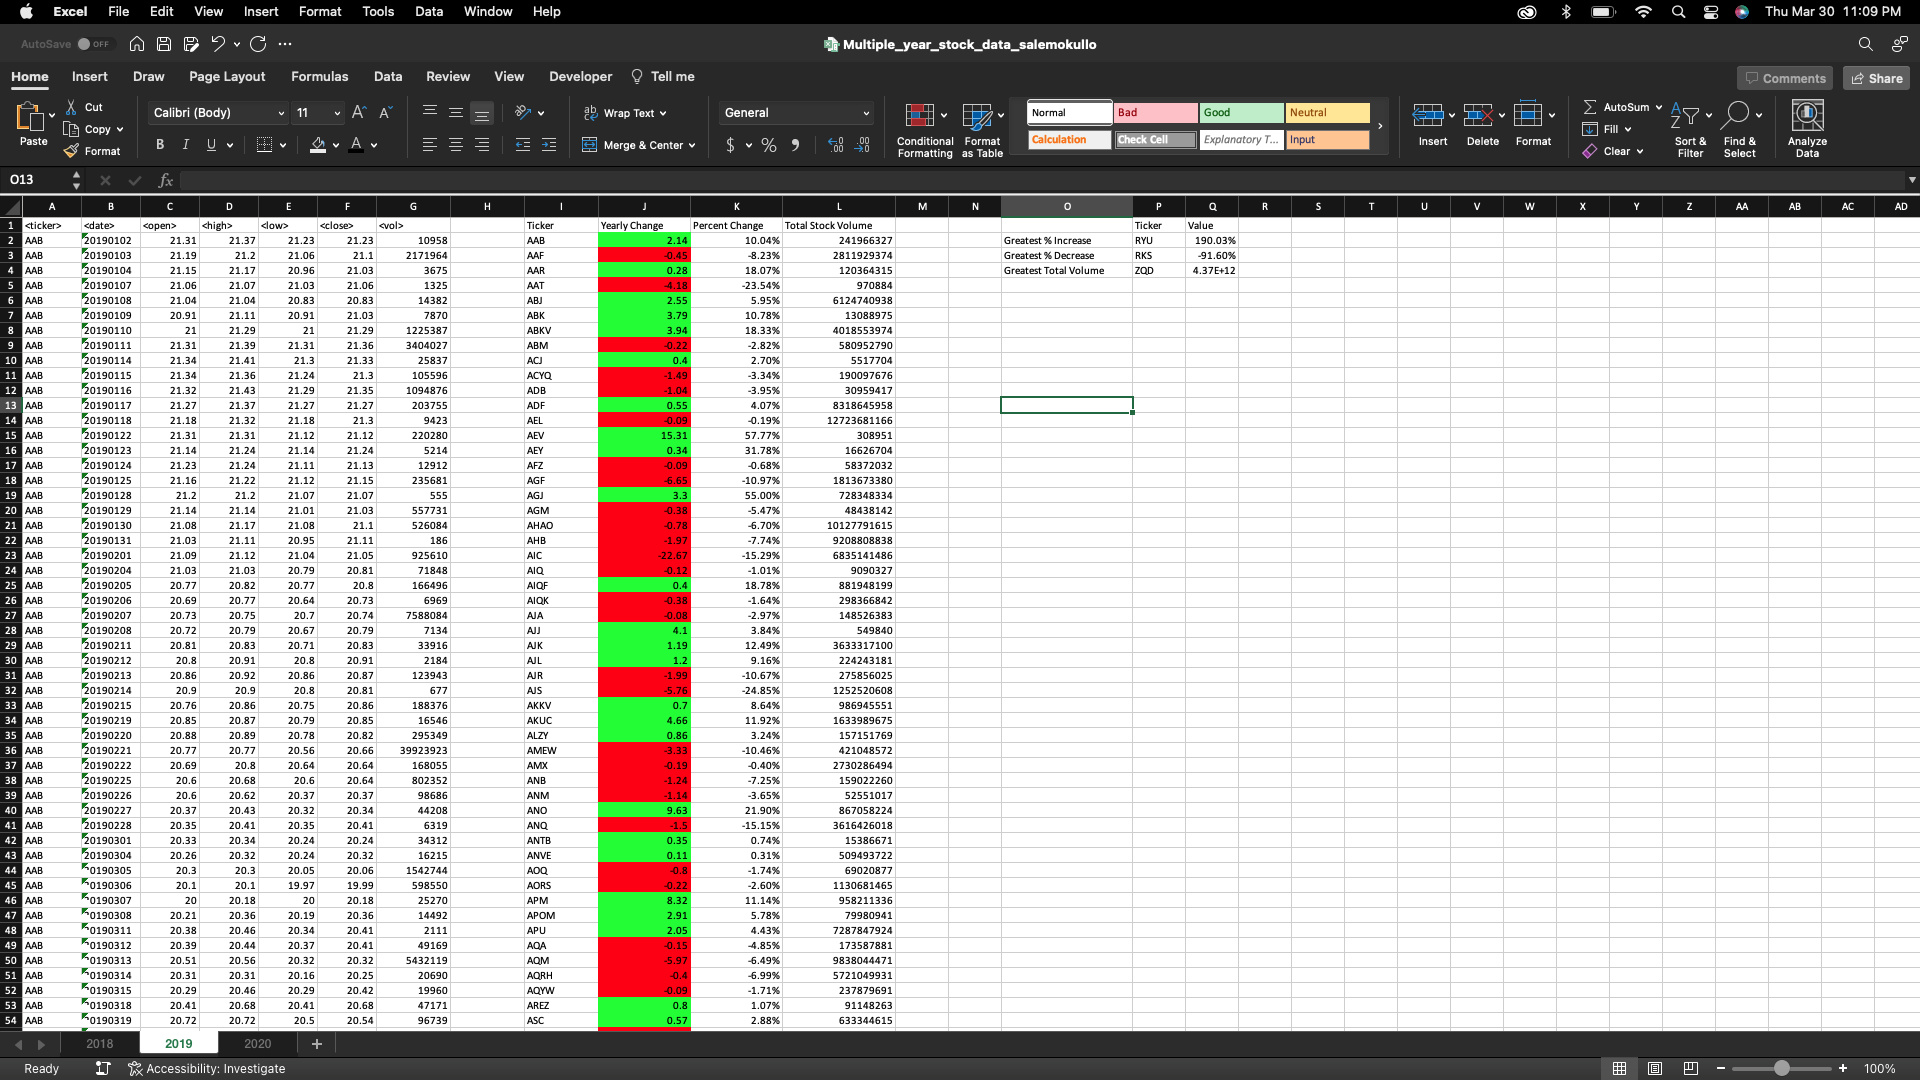 Excel File Edit View Insert Format Tools Data Window Help Thu Mar 30 11:09 PM
AutoSave OFF Multiple_year_stock_data_salemokullo
Home Insert Draw Page Layout Formulas Data Review View Developer Tell me Comments Share
Paste Cut Copy Format
Calibri (Body) 11
B I U
Wrap Text
Merge & Center
General
$ %
Conditional Formatting
Format as Table
Normal Bad Good Neutral
Calculation Check Cell Explanatory T... Input
Insert Delete Format
AutoSum
Fill
Clear
Sort & Filter
Find & Select
Analyze Data
O13 fx
A B C D E F G H I J K L M N O P Q R S T U V W X Y Z AA AB AC AD
1 <ticker> <date> <open> <high> <low> <close> <vol> Ticker Yearly Change Percent Change Total Stock Volume Ticker Value
2 AAB 20190102 21.31 21.37 21.23 21.23 10958 AAB 2.14 10.04% 241966327 Greatest % Increase RYU 190.03%
3 AAB 20190103 21.19 21.2 21.06 21.1 2171964 AAF -0.45 -8.23% 2811929374 Greatest % Decrease RKS -91.60%
4 AAB 20190104 21.15 21.17 20.96 21.03 3675 AAR 0.28 18.07% 120364315 Greatest Total Volume ZQD 4.37E+12
5 AAB 20190107 21.06 21.07 21.03 21.06 1325 AAT -4.18 -23.54% 970884
6 AAB 20190108 21.04 21.04 20.83 20.83 14382 ABJ 2.55 5.95% 6124740938
7 AAB 20190109 20.91 21.11 20.91 21.03 7870 ABK 3.79 10.78% 13088975
8 AAB 20190110 21 21.29 21 21.29 1225387 ABKV 3.94 18.33% 4018553974
9 AAB 20190111 21.31 21.39 21.31 21.36 3404027 ABM -0.22 -2.82% 580952790
10 AAB 20190114 21.34 21.41 21.3 21.33 25837 ACJ 0.4 2.70% 5517704
11 AAB 20190115 21.34 21.36 21.24 21.3 105596 ACYQ -1.49 -3.34% 190097676
12 AAB 20190116 21.32 21.43 21.29 21.35 1094876 ADB -1.04 -3.95% 30959417
13 AAB 20190117 21.27 21.37 21.27 21.27 203755 ADF 0.55 4.07% 8318645958
14 AAB 20190118 21.18 21.32 21.18 21.3 9423 AEL -0.09 -0.19% 12723681166
15 AAB 20190122 21.31 21.31 21.12 21.12 220280 AEV 15.31 57.77% 308951
16 AAB 20190123 21.14 21.24 21.14 21.24 5214 AEY 0.34 31.78% 16626704
17 AAB 20190124 21.23 21.24 21.11 21.13 12912 AFZ -0.09 -0.68% 58372032
18 AAB 20190125 21.16 21.22 21.12 21.15 235681 AGF -6.65 -10.97% 1813673380
19 AAB 20190128 21.2 21.2 21.07 21.07 555 AGJ 3.3 55.00% 728348334
20 AAB 20190129 21.14 21.14 21.01 21.03 557731 AGM -0.38 -5.47% 48438142
21 AAB 20190130 21.08 21.17 21.08 21.1 526084 AHAO -0.78 -6.70% 10127791615
22 AAB 20190131 21.03 21.11 20.95 21.11 186 AHB -1.97 -7.74% 9208808838
23 AAB 20190201 21.09 21.12 21.04 21.05 925610 AIC -22.67 -15.29% 6835141486
24 AAB 20190204 21.03 21.03 20.79 20.81 71848 AIQ -0.12 -1.01% 9090327
25 AAB 20190205 20.77 20.82 20.77 20.8 166496 AIQF 0.4 18.78% 881948199
26 AAB 20190206 20.69 20.77 20.64 20.73 6969 AIQK -0.38 -1.64% 298366842
27 AAB 20190207 20.73 20.75 20.7 20.74 7588084 AJA -0.08 -2.97% 148526383
28 AAB 20190208 20.72 20.79 20.67 20.79 7134 AJJ 4.1 3.84% 549840
29 AAB 20190211 20.81 20.83 20.71 20.83 33916 AJK 1.19 12.49% 3633317100
30 AAB 20190212 20.8 20.91 20.8 20.91 2184 AJL 1.2 9.16% 224243181
31 AAB 20190213 20.86 20.92 20.86 20.87 123943 AJR -1.99 -10.67% 275856025
32 AAB 20190214 20.9 20.9 20.8 20.81 677 AJS -5.76 -24.85% 1252520608
33 AAB 20190215 20.76 20.86 20.75 20.86 188376 AKKV 0.7 8.64% 986945551
34 AAB 20190219 20.85 20.87 20.79 20.85 16546 AKUC 4.66 11.92% 1633989675
35 AAB 20190220 20.88 20.89 20.78 20.82 295349 ALZY 0.86 3.24% 157151769
36 AAB 20190221 20.77 20.77 20.56 20.66 39923923 AMEW -3.33 -10.46% 421048572
37 AAB 20190222 20.69 20.8 20.64 20.64 168055 AMX -0.19 -0.40% 2730286494
38 AAB 20190225 20.6 20.68 20.6 20.64 802352 ANB -1.24 -7.25% 159022260
39 AAB 20190226 20.6 20.62 20.37 20.37 98686 ANM -1.14 -3.65% 52551017
40 AAB 20190227 20.37 20.43 20.32 20.34 44208 ANO 9.63 21.90% 867058224
41 AAB 20190228 20.35 20.41 20.35 20.41 6319 ANQ -1.5 -15.15% 3616426018
42 AAB 20190301 20.33 20.34 20.24 20.24 34312 ANTB 0.35 0.74% 15386671
43 AAB 20190304 20.26 20.32 20.24 20.32 16215 ANVE 0.11 0.31% 509493722
44 AAB 20190305 20.3 20.3 20.05 20.06 1542744 AOQ -0.8 -1.74% 69020877
45 AAB 20190306 20.1 20.1 19.97 19.99 598550 AORS -0.22 -2.60% 1130681465
46 AAB 20190307 20 20.18 20 20.18 25270 APM 8.32 11.14% 958211336
47 AAB 20190308 20.21 20.36 20.19 20.36 14492 APOM 2.91 5.78% 79980941
48 AAB 20190311 20.38 20.46 20.34 20.41 2111 APU 2.05 4.43% 7287847924
49 AAB 20190312 20.39 20.44 20.37 20.41 49169 AQA -0.15 -4.85% 173587881
50 AAB 20190313 20.51 20.56 20.32 20.32 5432119 AQM -5.97 -6.49% 9838044471
51 AAB 20190314 20.31 20.31 20.16 20.25 20690 AQRH -0.4 -6.99% 5721049931
52 AAB 20190315 20.29 20.46 20.29 20.42 19960 AQYW -0.09 -1.71% 237879691
53 AAB 20190318 20.41 20.68 20.41 20.68 47171 AREZ 0.8 1.07% 91148263
54 AAB 20190319 20.72 20.72 20.5 20.54 96739 ASC 0.57 2.88% 633344615
2018 2019 2020 +
Ready Accessibility: Investigate 100%